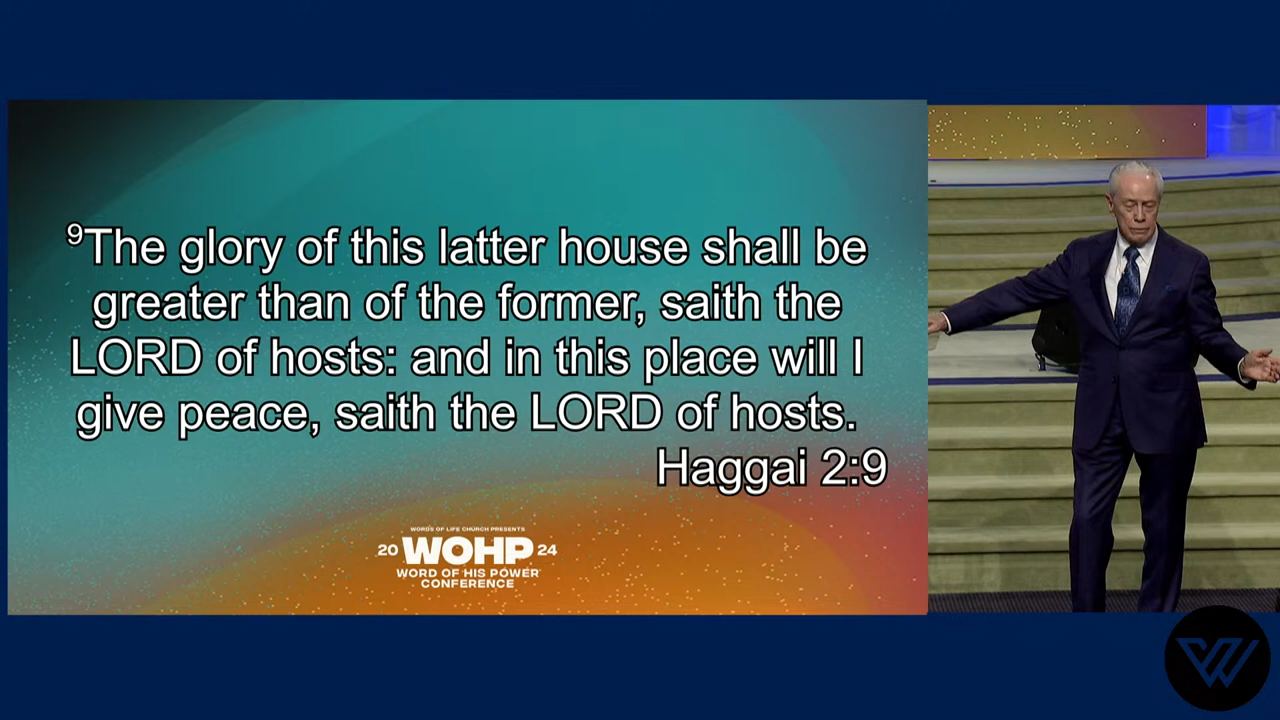 ⁹The glory of this latter house shall be
greater than of the former, saith the
LORD of hosts: and in this place will I
give peace, saith the LORD of hosts.
Haggai 2:9
WORDS OF LIFE CHURCH PRESENTS
20 WOHP 24
WORD OF HIS POWER
CONFERENCE